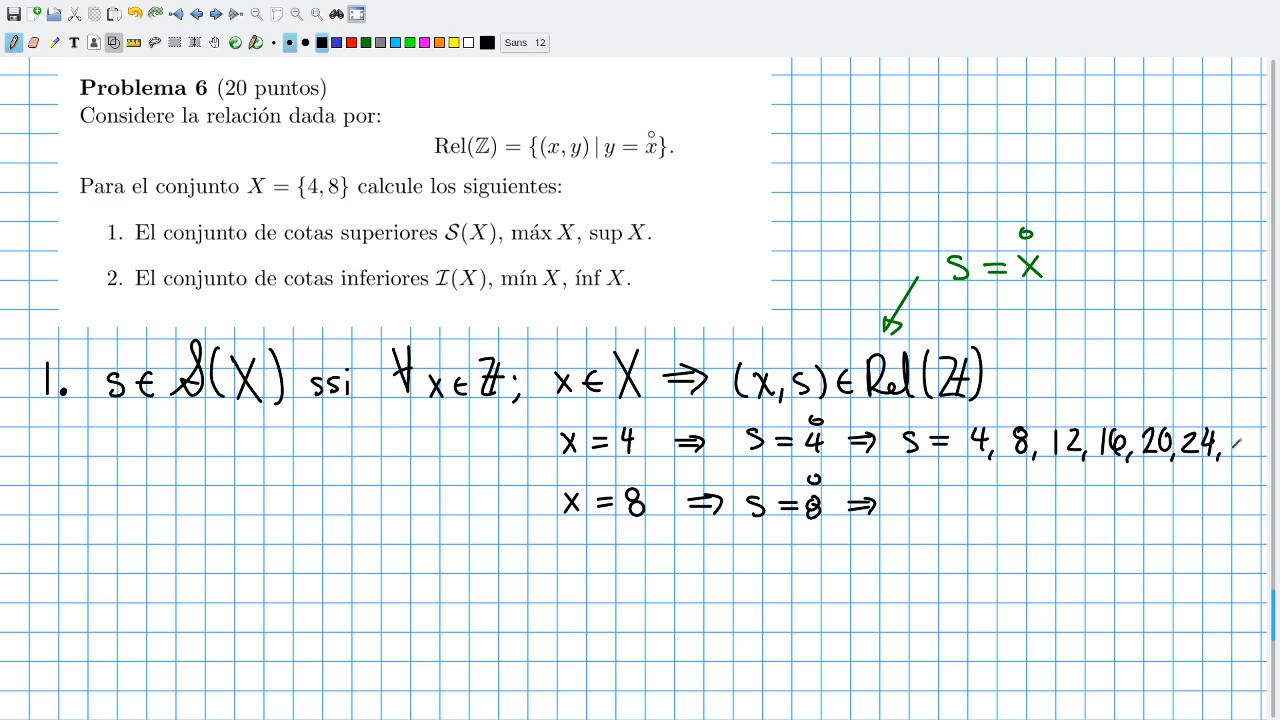 Sans 12
Problema 6 (20 puntos)
Considere la relación dada por:
Rel(ℤ) = {(x, y) | y = x̊}.
Para el conjunto X = {4, 8} calcule los siguientes:
1. El conjunto de cotas superiores 𝒮(X), máx X, sup X.
2. El conjunto de cotas inferiores ℐ(X), mín X, ínf X.
s = x̊
1. s ∈ 𝒮(X) ssi ∀ x ∈ ℤ; x ∈ X ⇒ (x, s) ∈ Rel(ℤ)
x = 4 ⇒ s = 4̊ ⇒ s = 4, 8, 12, 16, 20, 24,
x = 8 ⇒ s = 8̊ ⇒